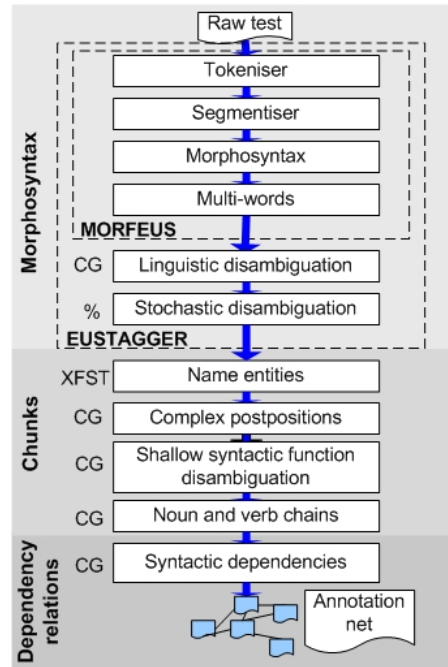 Raw test
Tokeniser
Segmentiser
Morphosyntax
Multi-words
MORFEUS
CG Linguistic disambiguation
% Stochastic disambiguation
EUSTAGGER
Morphosyntax
XFST Name entities
CG Complex postpositions
CG Shallow syntactic function
disambiguation
CG Noun and verb chains
Chunks
CG Syntactic dependencies
Dependency
relations
Annotation
net